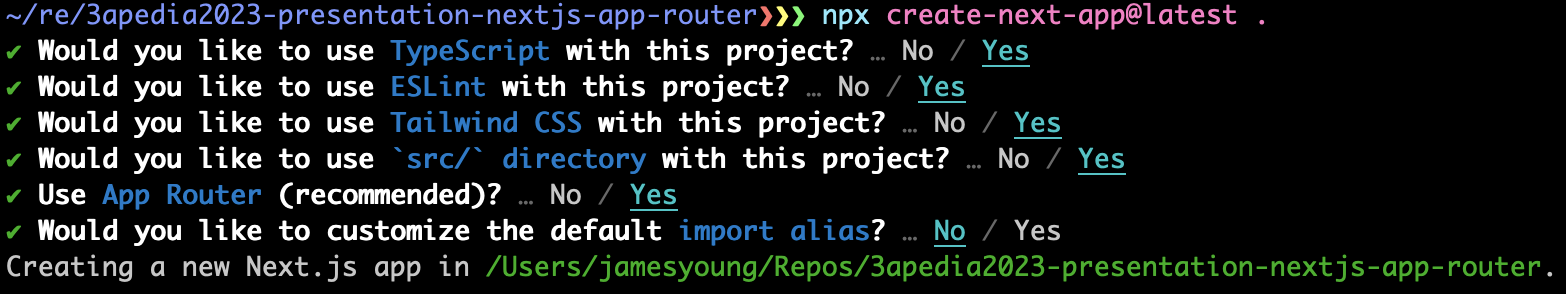 ~/re/3apedia2023-presentation-nextjs-app-router❯❯❯ npx create-next-app@latest .
✔ Would you like to use TypeScript with this project? … No / Yes
✔ Would you like to use ESLint with this project? … No / Yes
✔ Would you like to use Tailwind CSS with this project? … No / Yes
✔ Would you like to use `src/` directory with this project? … No / Yes
✔ Use App Router (recommended)? … No / Yes
✔ Would you like to customize the default import alias? … No / Yes
Creating a new Next.js app in /Users/jamesyoung/Repos/3apedia2023-presentation-nextjs-app-router.